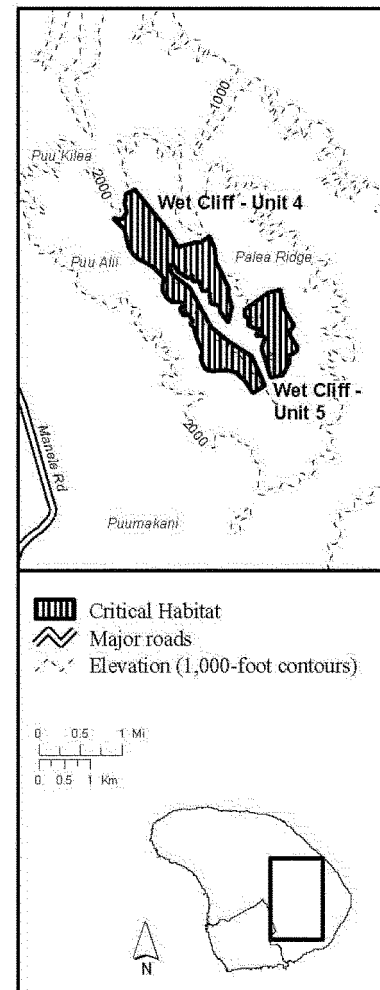 1000
Puu Kilea
2000
Wet Cliff - Unit 4
Puu Alii
Palea Ridge
Wet Cliff -
Unit 5
2000
Manele Rd
Puumakani
Critical Habitat
Major roads
Elevation (1,000-foot contours)
0 0.5 1 Mi
0 0.5 1 Km
N